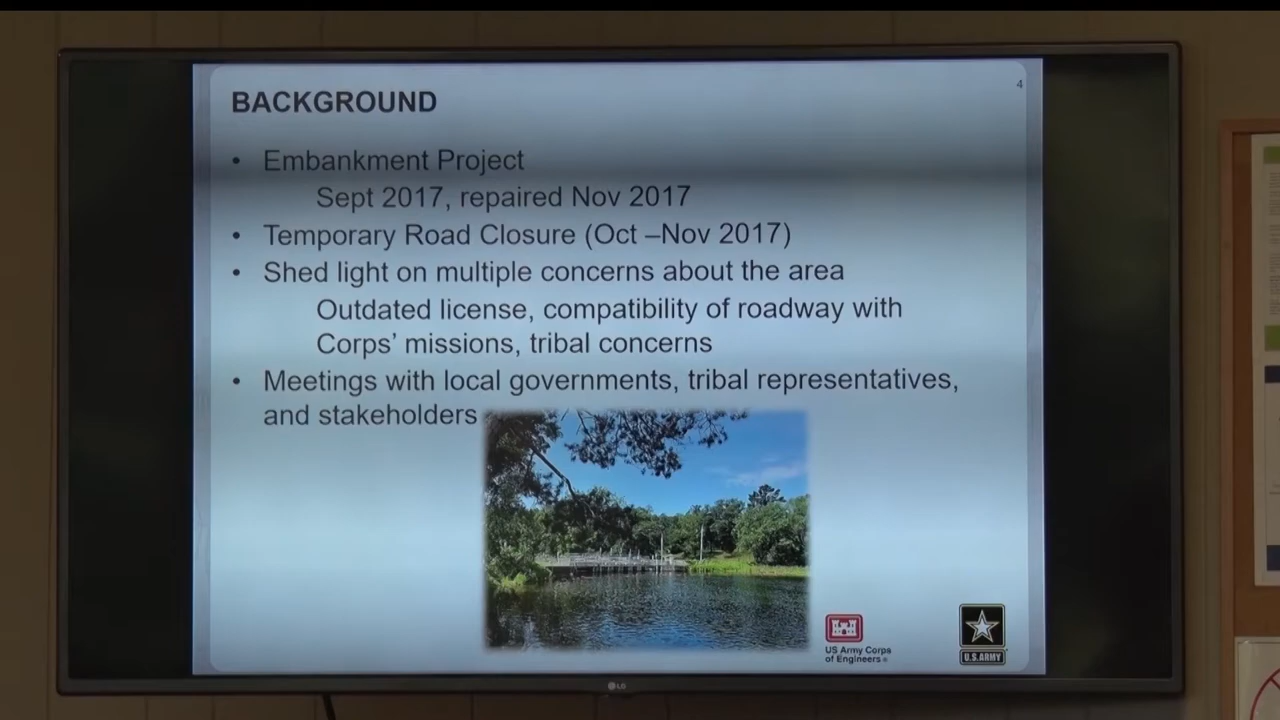 4
BACKGROUND
• Embankment Project
Sept 2017, repaired Nov 2017
• Temporary Road Closure (Oct –Nov 2017)
• Shed light on multiple concerns about the area
Outdated license, compatibility of roadway with
Corps' missions, tribal concerns
• Meetings with local governments, tribal representatives,
and stakeholders
US Army Corps
of Engeneers®
U.S. ARMY
LG